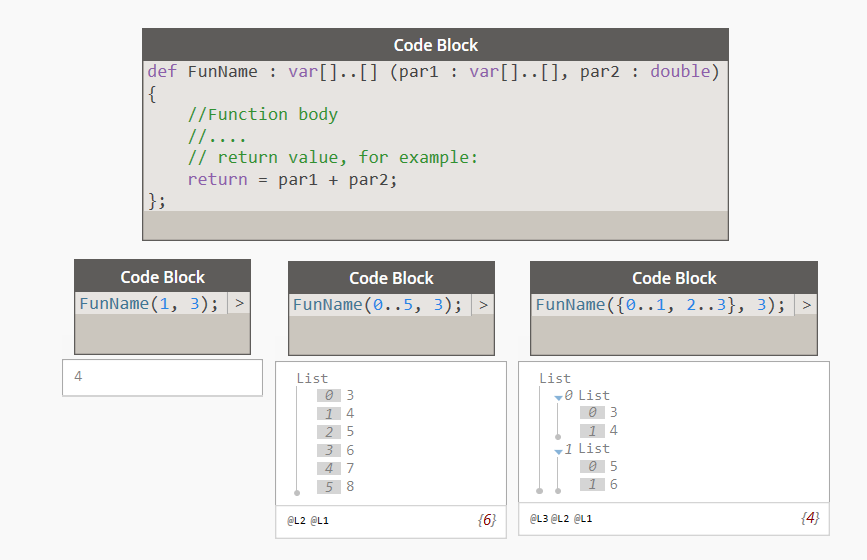 Code Block
def FunName : var[]..[] (par1 : var[]..[], par2 : double)
{
//Function body
//....
// return value, for example:
return = par1 + par2;
};
Code Block
FunName(1, 3); >
4
Code Block
FunName(0..5, 3); >
List
0 3
1 4
2 5
3 6
4 7
5 8
@L2 @L1 {6}
Code Block
FunName({0..1, 2..3}, 3); >
List
0 List
0 3
1 4
1 List
0 5
1 6
@L3 @L2 @L1 {4}